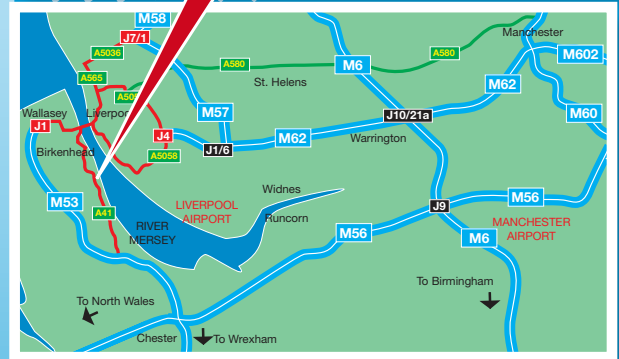 M58
Manchester
J7/1
A5036
A580
A580
M602
M6
A565
St. Helens
M62
A5058
Wallasey
Liverpool
M57
J10/21a
M60
J1
J4
M62
Warrington
Birkenhead
A5058
J1/6
Widnes
M56
M53
LIVERPOOL
AIRPORT
J9
A41
Runcorn
MANCHESTER
AIRPORT
RIVER
MERSEY
M56
M6
To Birmingham
To North Wales
Chester
To Wrexham